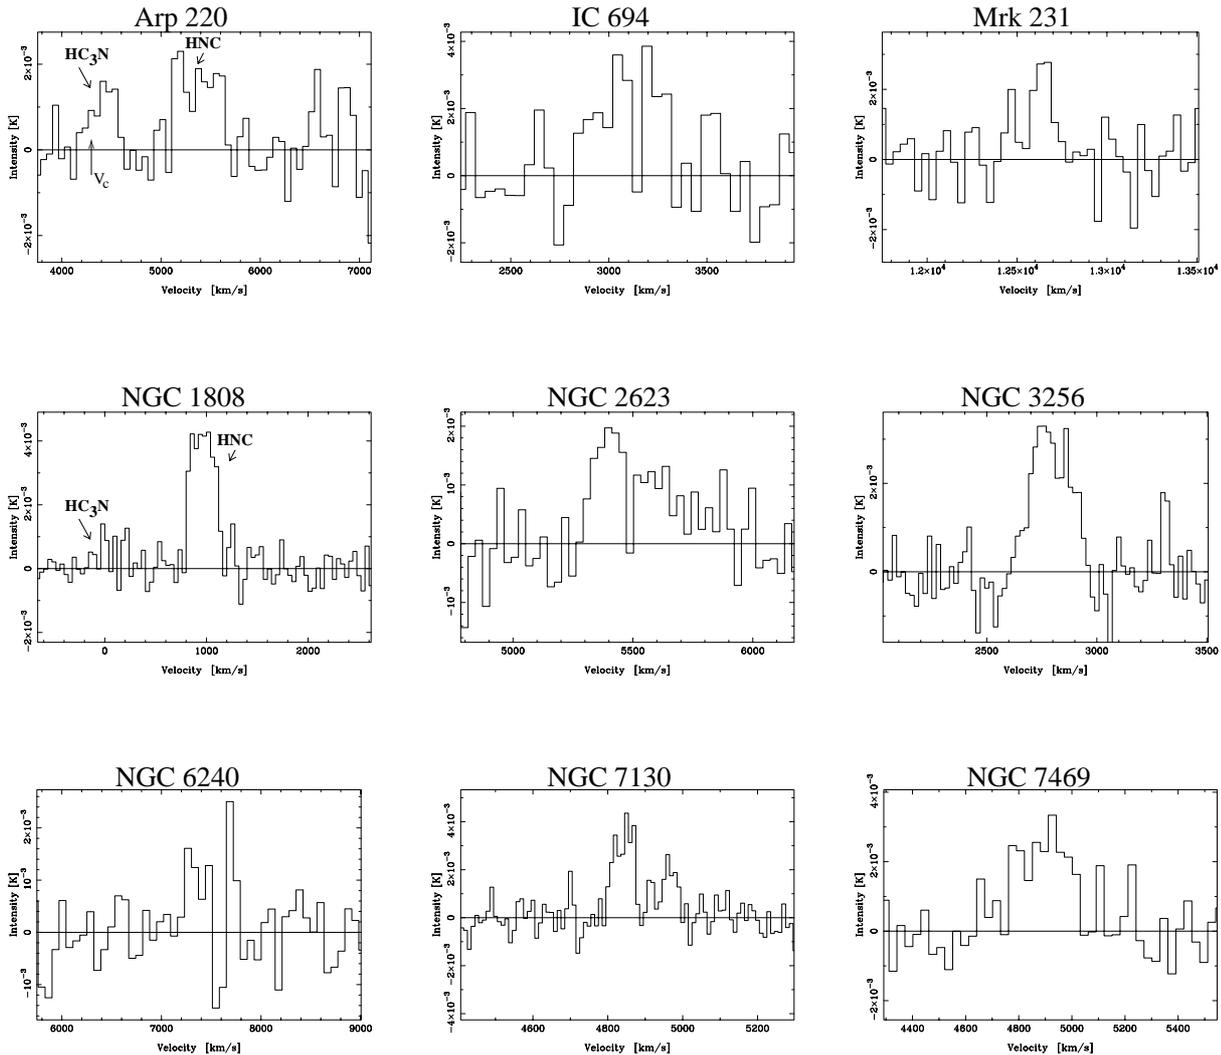 Arp 220
IC 694
Mrk 231
HC3N
HNC
Vc
Intensity [K]
2×10⁻³
0
−2×10⁻³
4000 5000 6000 7000
Velocity [km/s]
Intensity [K]
4×10⁻³
2×10⁻³
0
−2×10⁻³
2500 3000 3500
Velocity [km/s]
Intensity [K]
2×10⁻³
0
−2×10⁻³
1.2×10⁴ 1.25×10⁴ 1.3×10⁴ 1.35×10⁴
Velocity [km/s]
NGC 1808
NGC 2623
NGC 3256
HNC
HC3N
Intensity [K]
4×10⁻³
2×10⁻³
0
−2×10⁻³
0 1000 2000
Velocity [km/s]
Intensity [K]
2×10⁻³
10⁻³
0
−10⁻³
5000 5500 6000
Velocity [km/s]
Intensity [K]
2×10⁻³
0
2500 3000 3500
Velocity [km/s]
NGC 6240
NGC 7130
NGC 7469
Intensity [K]
2×10⁻³
10⁻³
0
−10⁻³
6000 7000 8000 9000
Velocity [km/s]
Intensity [K]
4×10⁻³
2×10⁻³
0
−2×10⁻³
−4×10⁻³
4600 4800 5000 5200
Velocity [km/s]
Intensity [K]
4×10⁻³
2×10⁻³
0
−2×10⁻³
4400 4600 4800 5000 5200 5400
Velocity [km/s]